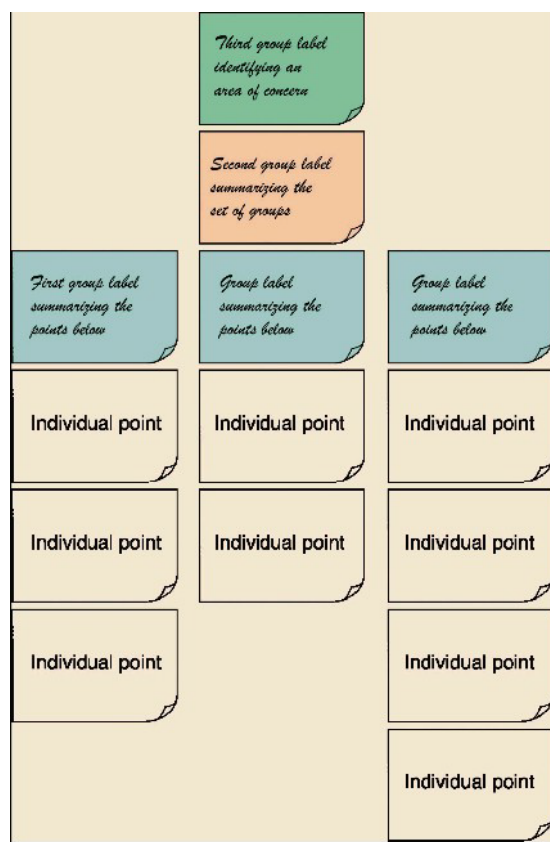 Third group label
identifying an
area of concern
Second group label
summarizing the
set of groups
First group label
summarizing the
points below
Group label
summarizing the
points below
Group label
summarizing the
points below
Individual point
Individual point
Individual point
Individual point
Individual point
Individual point
Individual point
Individual point
Individual point